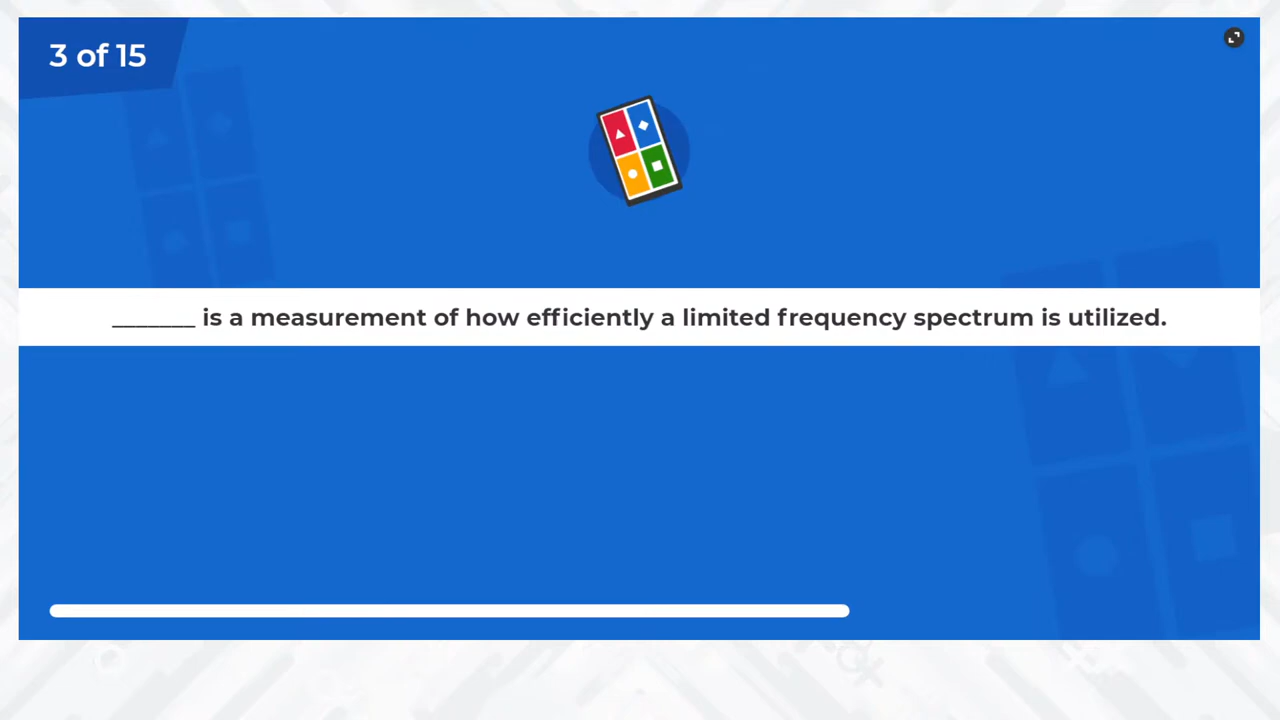 3 of 15
_______ is a measurement of how efficiently a limited frequency spectrum is utilized.